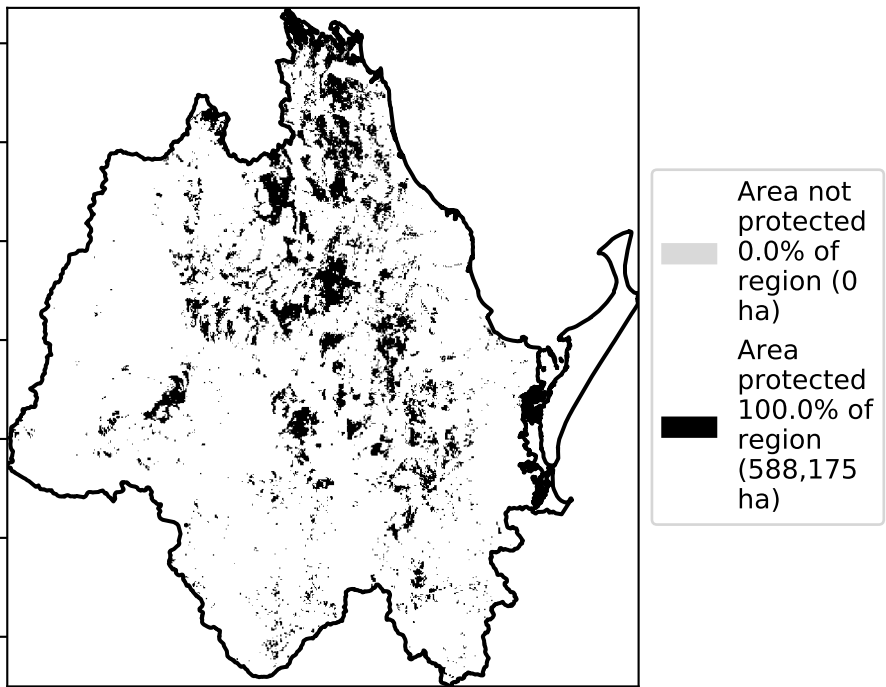 Area not
protected
0.0% of
region (0
ha)
Area
protected
100.0% of
region
(588,175
ha)